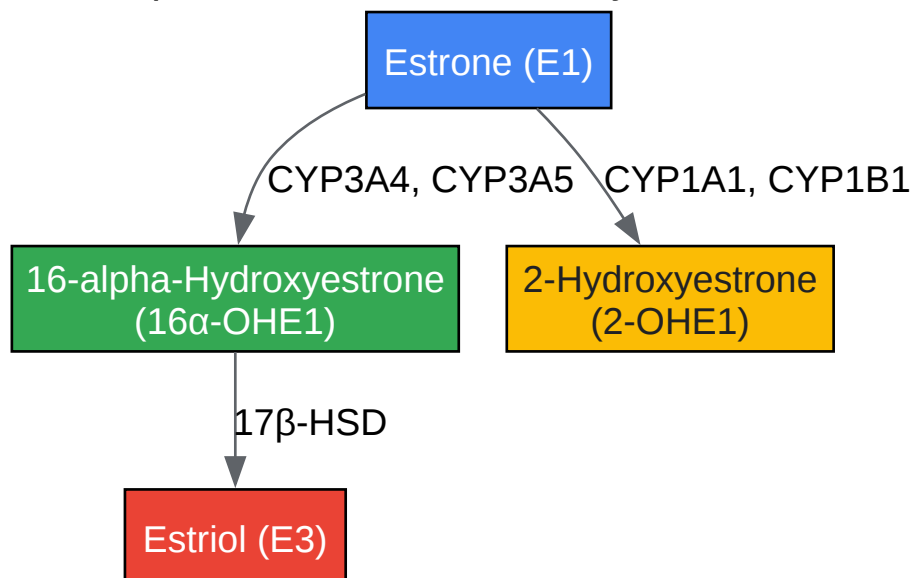 Estrone (E1)
CYP3A4, CYP3A5
CYP1A1, CYP1B1
16-alpha-Hydroxyestrone
(16α-OHE1)
2-Hydroxyestrone
(2-OHE1)
17β-HSD
Estriol (E3)